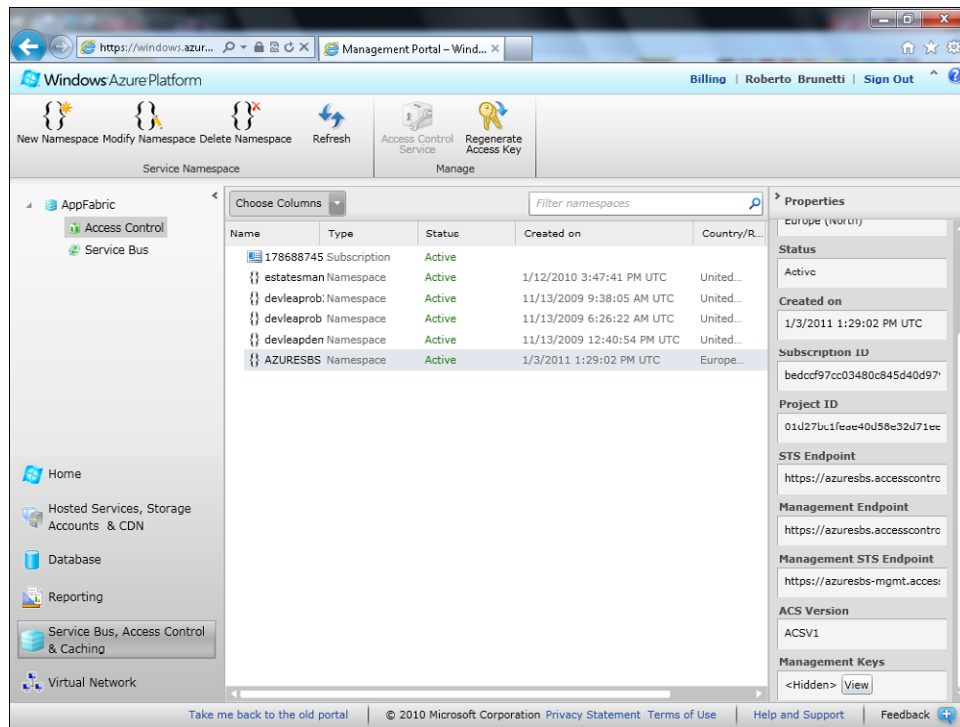 https://windows.azur...
Management Portal – Wind...
Windows Azure Platform
Billing | Roberto Brunetti | Sign Out
New Namespace Modify Namespace Delete Namespace Refresh
Access Control Service
Regenerate Access Key
Service Namespace
Manage
AppFabric
Access Control
Service Bus
Home
Hosted Services, Storage
Accounts & CDN
Database
Reporting
Service Bus, Access Control
& Caching
Virtual Network
Choose Columns
Filter namespaces
Name Type Status Created on Country/R...
178688745 Subscription Active
estatesman Namespace Active 1/12/2010 3:47:41 PM UTC United...
devleaprob Namespace Active 11/13/2009 9:38:05 AM UTC United...
devleaprob Namespace Active 11/13/2009 6:26:22 AM UTC United...
devleapden Namespace Active 11/13/2009 12:40:54 PM UTC United...
AZURESBS Namespace Active 1/3/2011 1:29:02 PM UTC Europe...
Properties
Europe (North)
Status
Active
Created on
1/3/2011 1:29:02 PM UTC
Subscription ID
bedccf97cc03480c845d40d979
Project ID
01d27bc1feae40d58e32d71ee
STS Endpoint
https://azuresbs.accesscontro
Management Endpoint
https://azuresbs.accesscontro
Management STS Endpoint
https://azuresbs-mgmt.access
ACS Version
ACSV1
Management Keys
<Hidden> View
Take me back to the old portal | © 2010 Microsoft Corporation Privacy Statement Terms of Use | Help and Support | Feedback